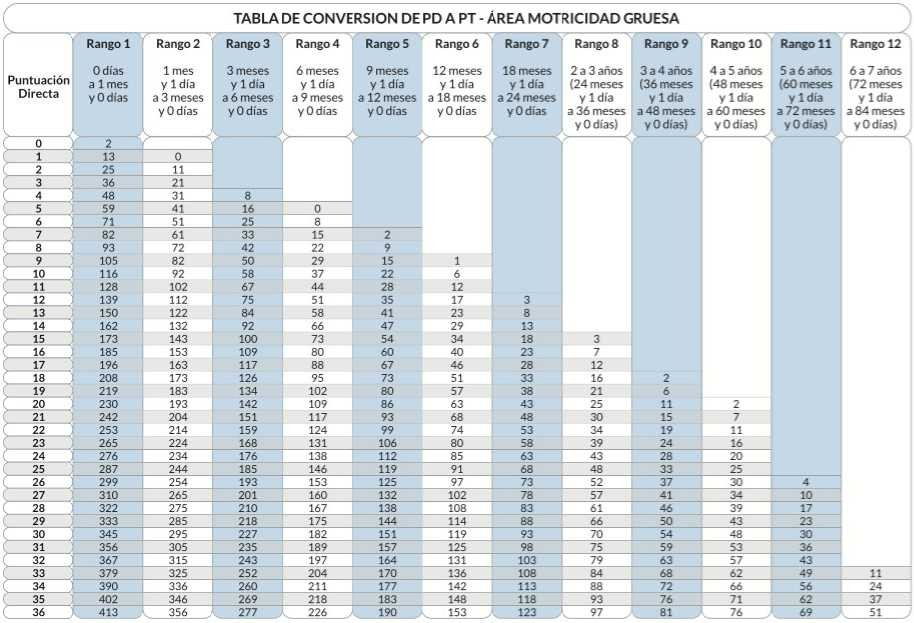 TABLA DE CONVERSION DE PD A PT - ÁREA MOTRICIDAD GRUESA
Puntuación Directa | Rango 1 | Rango 2 | Rango 3 | Rango 4 | Rango 5 | Rango 6 | Rango 7 | Rango 8 | Rango 9 | Rango 10 | Rango 11 | Rango 12
0 días | 1 mes | 3 meses | 6 meses | 9 meses | 12 meses | 18 meses | 2 a 3 años | 3 a 4 años | 4 a 5 años | 5 a 6 años | 6 a 7 años
a 1 mes | y 1 día | y 1 día | y 1 día | y 1 día | y 1 día | y 1 día | (24 meses | (36 meses | (48 meses | (60 meses | (72 meses
y 0 días | a 3 meses | a 6 meses | a 9 meses | a 12 meses | a 18 meses | a 24 meses | y 1 día | y 1 día | y 1 día | y 1 día | y 1 día
y 0 días | y 0 días | y 0 días | y 0 días | y 0 días | y 0 días | a 36 meses | a 48 meses | a 60 meses | a 72 meses | a 84 meses
y 0 días) | y 0 días) | y 0 días) | y 0 días) | y 0 días)
0 2
1 13 0
2 25 11
3 36 21
4 48 31 8
5 59 41 16 0
6 71 51 25 8
7 82 61 33 15 2
8 93 72 42 22 9
9 105 82 50 29 15 1
10 116 92 58 37 22 6
11 128 102 67 44 28 12
12 139 112 75 51 35 17 3
13 150 122 84 58 41 23 8
14 162 132 92 66 47 29 13
15 173 143 100 73 54 34 18 3
16 185 153 109 80 60 40 23 7
17 196 163 117 88 67 46 28 12
18 208 173 126 95 73 51 33 16 2
19 219 183 134 102 80 57 38 21 6
20 230 193 142 109 86 63 43 25 11 2
21 242 204 151 117 93 68 48 30 15 7
22 253 214 159 124 99 74 53 34 19 11
23 265 224 168 131 106 80 58 39 24 16
24 276 234 176 138 112 85 63 43 28 20
25 287 244 185 146 119 91 68 48 33 25
26 299 254 193 153 125 97 73 52 37 30 4
27 310 265 201 160 132 102 78 57 41 34 10
28 322 275 210 167 138 108 83 61 46 39 17
29 333 285 218 175 144 114 88 66 50 43 23
30 345 295 227 182 151 119 93 70 54 48 30
31 356 305 235 189 157 125 98 75 59 53 36
32 367 315 243 197 164 131 103 79 63 57 43
33 379 325 252 204 170 136 108 84 68 62 49 11
34 390 336 260 211 177 142 113 88 72 66 56 24
35 402 346 269 218 183 148 118 93 76 71 62 37
36 413 356 277 226 190 153 123 97 81 76 69 51